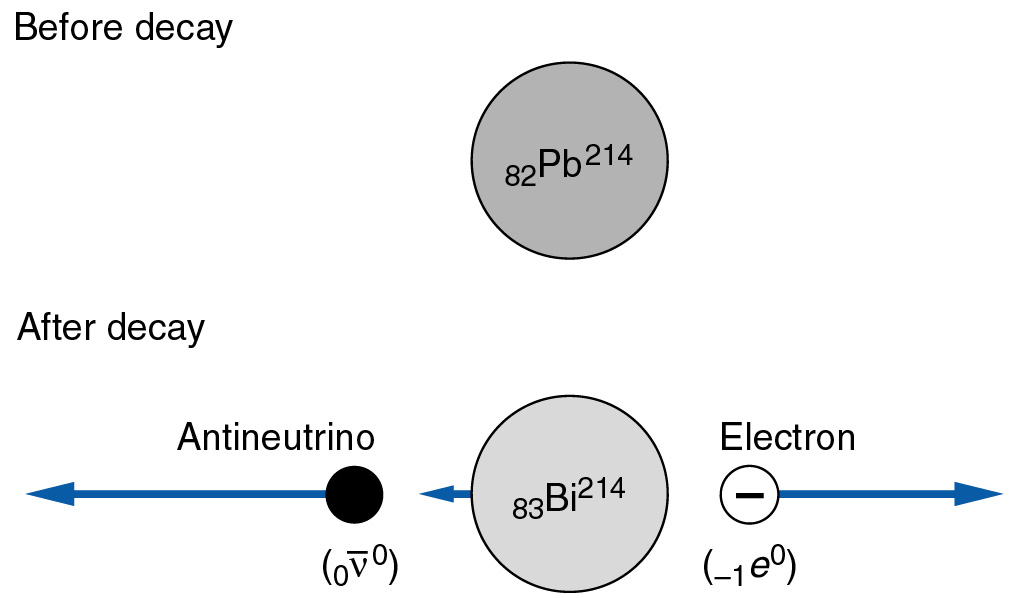 Before decay
₈₂Pb²¹⁴
After decay
Antineutrino
Electron
₈₃Bi²¹⁴
−
(₀ν̅⁰)
(₋₁e⁰)